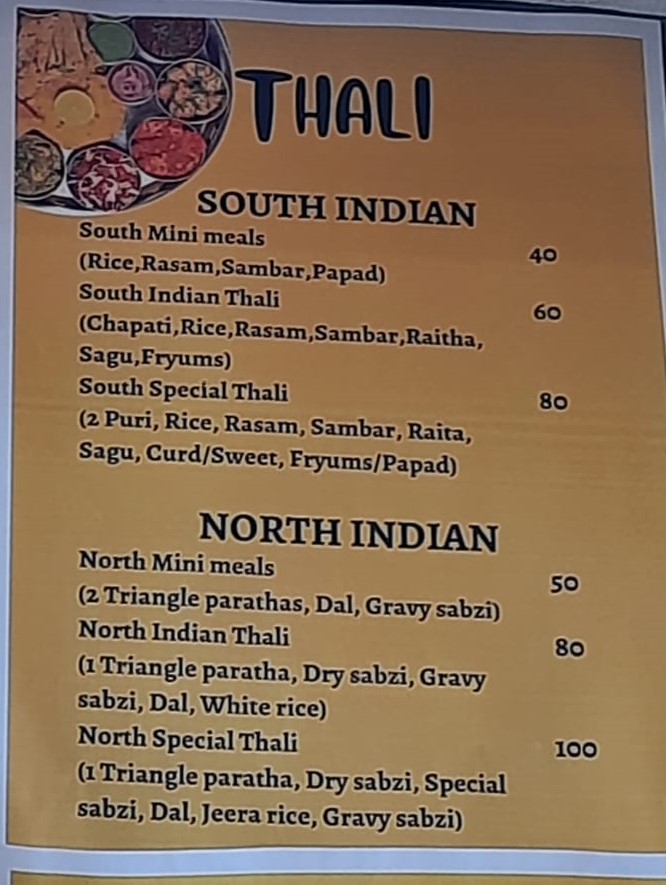 THALI
SOUTH INDIAN
South Mini meals 40
(Rice,Rasam,Sambar,Papad)
South Indian Thali 60
(Chapati,Rice,Rasam,Sambar,Raitha,
Sagu,Fryums)
South Special Thali 80
(2 Puri, Rice, Rasam, Sambar, Raita,
Sagu, Curd/Sweet, Fryums/Papad)
NORTH INDIAN
North Mini meals 50
(2 Triangle parathas, Dal, Gravy sabzi)
North Indian Thali 80
(1 Triangle paratha, Dry sabzi, Gravy
sabzi, Dal, White rice)
North Special Thali 100
(1 Triangle paratha, Dry sabzi, Special
sabzi, Dal, Jeera rice, Gravy sabzi)